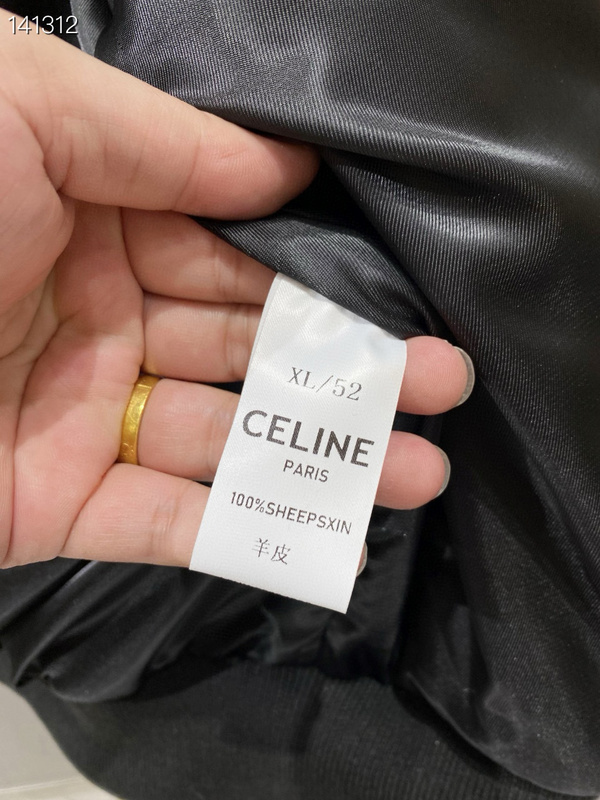 141312
XL/52
CELINE
PARIS
100%SHEEPSXIN
羊皮